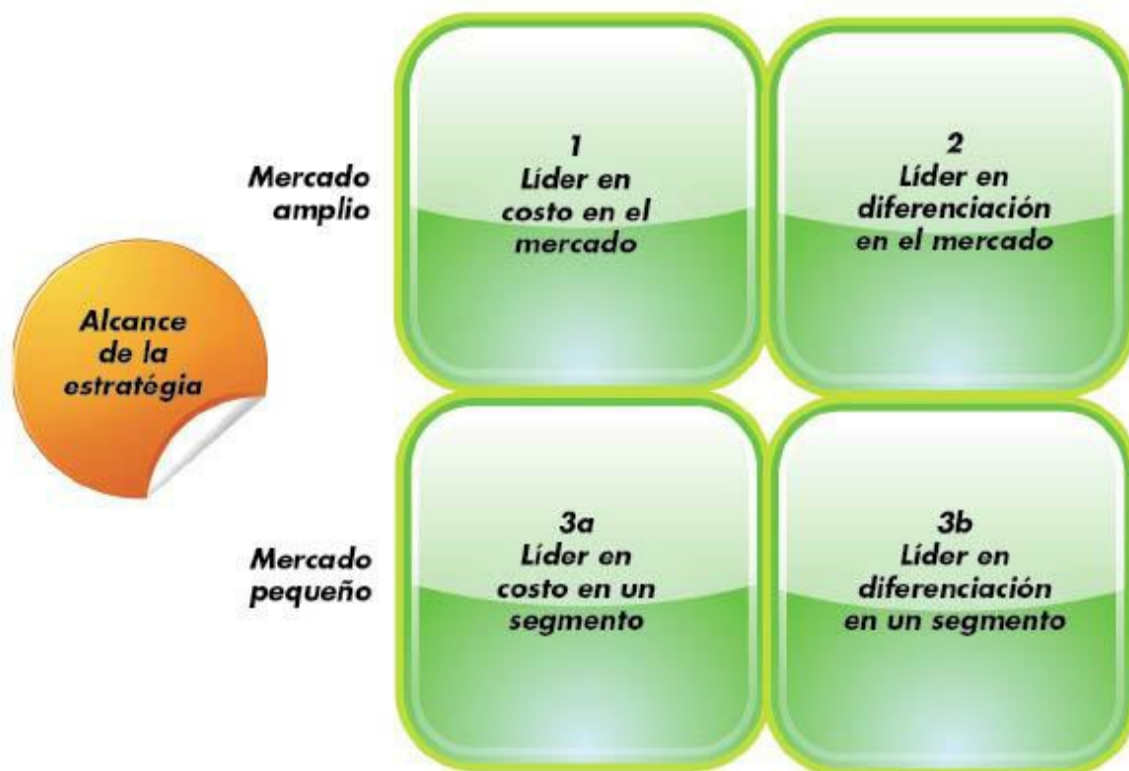 Mercado
amplio
1
Líder en
costo en el
mercado
2
Líder en
diferenciación
en el mercado
Alcance
de la
estratégia
Mercado
pequeño
3a
Líder en
costo en un
segmento
3b
Líder en
diferenciación
en un segmento